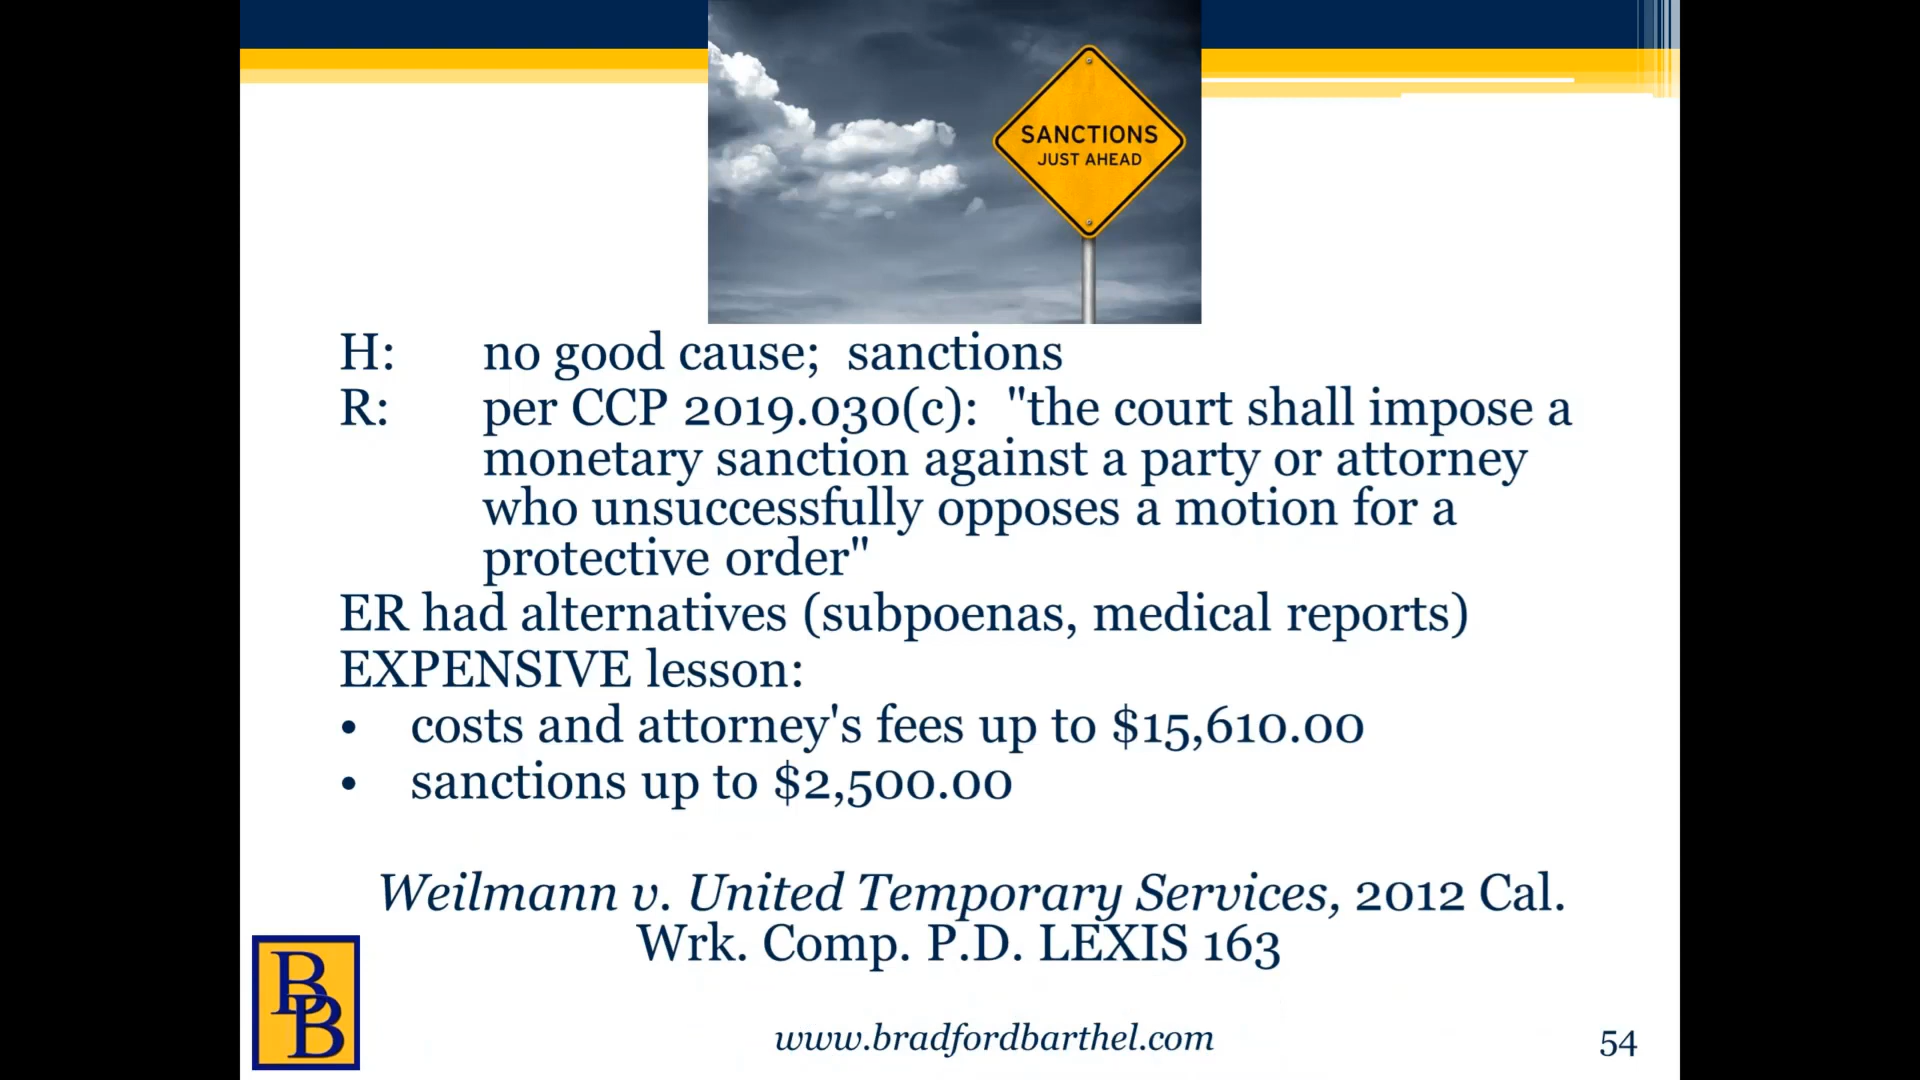 SANCTIONS
JUST AHEAD
H: no good cause; sanctions
R: per CCP 2019.030(c): "the court shall impose a
monetary sanction against a party or attorney
who unsuccessfully opposes a motion for a
protective order"
ER had alternatives (subpoenas, medical reports)
EXPENSIVE lesson:
• costs and attorney's fees up to $15,610.00
• sanctions up to $2,500.00
Weilmann v. United Temporary Services, 2012 Cal.
Wrk. Comp. P.D. LEXIS 163
BB
www.bradfordbarthel.com
54